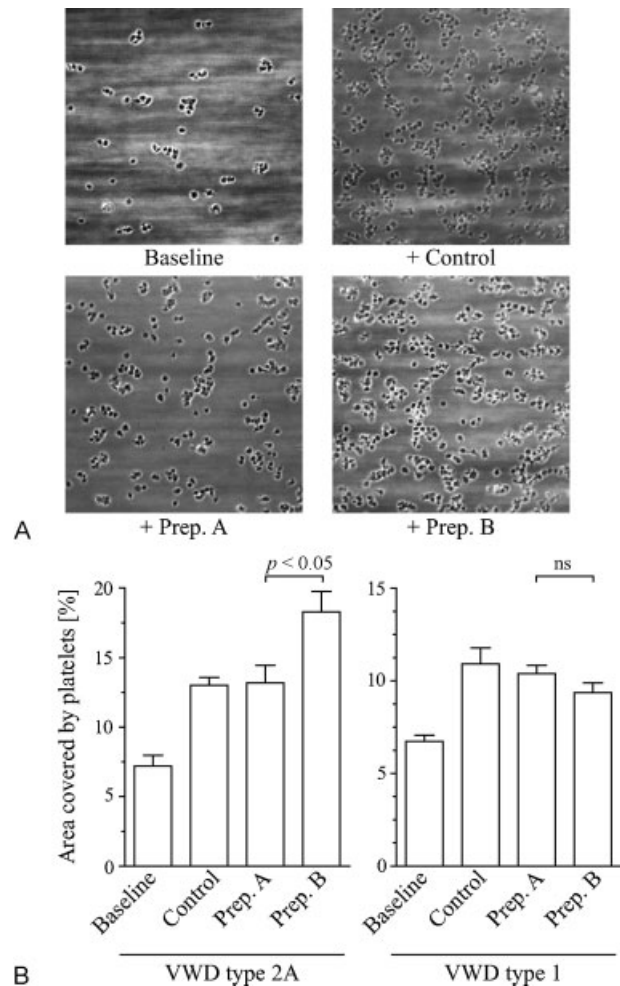 Baseline
+ Control
+ Prep. A
+ Prep. B
A
p < 0.05
ns
Area covered by platelets [%]
20
15
10
5
0
15
10
5
0
Baseline
Control
Prep. A
Prep. B
Baseline
Control
Prep. A
Prep. B
VWD type 2A
VWD type 1
B